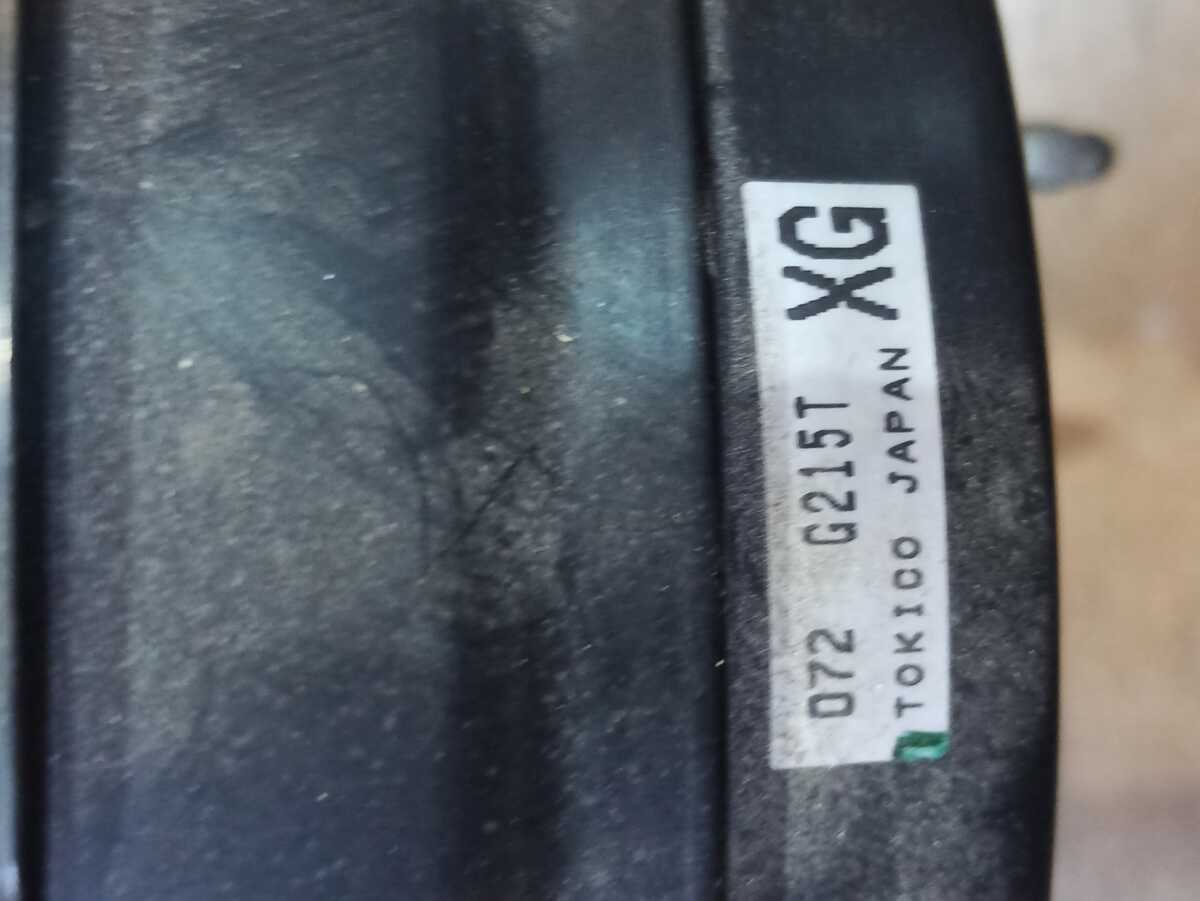 072 G215T XG
TOKICO JAPAN